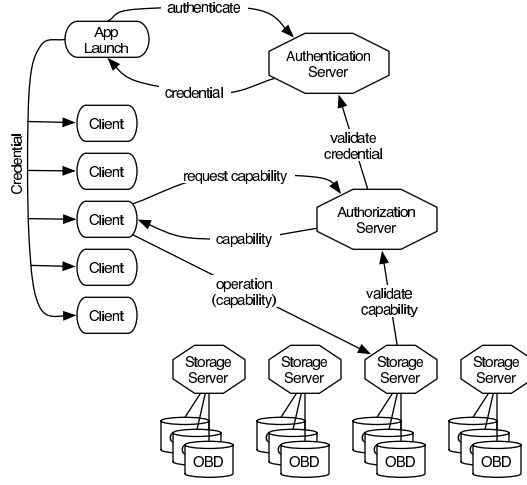 authenticate
App
Launch
Authentication
Server
credential
Credential
Client
validate
credential
Client
request capability
Client
Authorization
Server
capability
Client
operation
(capability)
validate
capability
Client
Storage
Server
Storage
Server
Storage
Server
Storage
Server
OBD
OBD
OBD
OBD